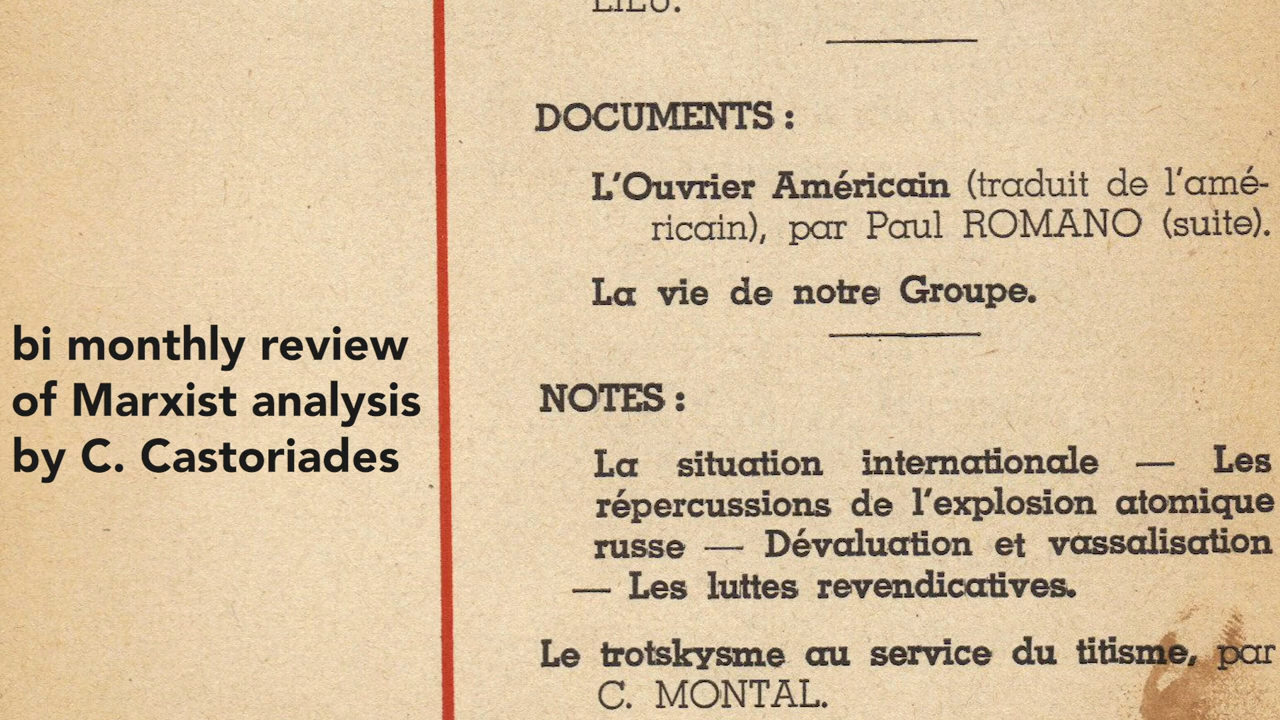 DOCUMENTS :
L'Ouvrier Américain (traduit de l'amé-
ricain), par Paul ROMANO (suite).
La vie de notre Groupe.
bi monthly review
of Marxist analysis
by C. Castoriades
NOTES :
La situation internationale — Les
répercussions de l'explosion atomique
russe — Dévaluation et vassalisation
— Les luttes revendicatives.
Le trotskysme au service du titisme, par
C. MONTAL.